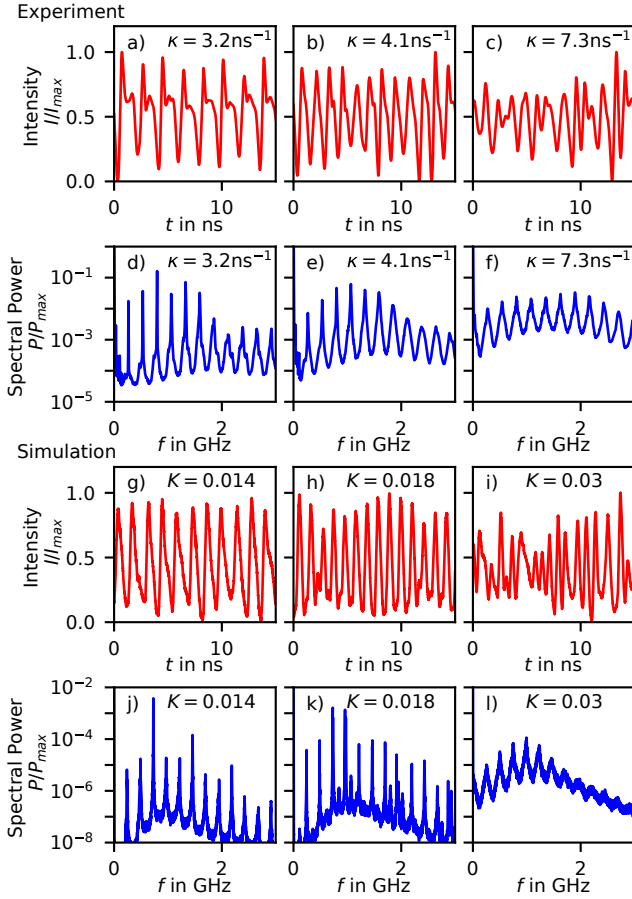 Experiment
a) κ = 3.2ns⁻¹
b) κ = 4.1ns⁻¹
c) κ = 7.3ns⁻¹
Intensity
I/Imax
1.0
0.5
0.0
0 10
0 10
0 10
t in ns
t in ns
t in ns
d) κ = 3.2ns⁻¹
e) κ = 4.1ns⁻¹
f) κ = 7.3ns⁻¹
Spectral Power
P/Pmax
10⁻¹
10⁻³
10⁻⁵
0 2
0 2
0 2
f in GHz
f in GHz
f in GHz
Simulation
g) K = 0.014
h) K = 0.018
i) K = 0.03
Intensity
I/Imax
1.0
0.5
0.0
0 10
0 10
0 10
t in ns
t in ns
t in ns
j) K = 0.014
k) K = 0.018
l) K = 0.03
Spectral Power
P/Pmax
10⁻²
10⁻⁴
10⁻⁶
10⁻⁸
0 2
0 2
0 2
f in GHz
f in GHz
f in GHz